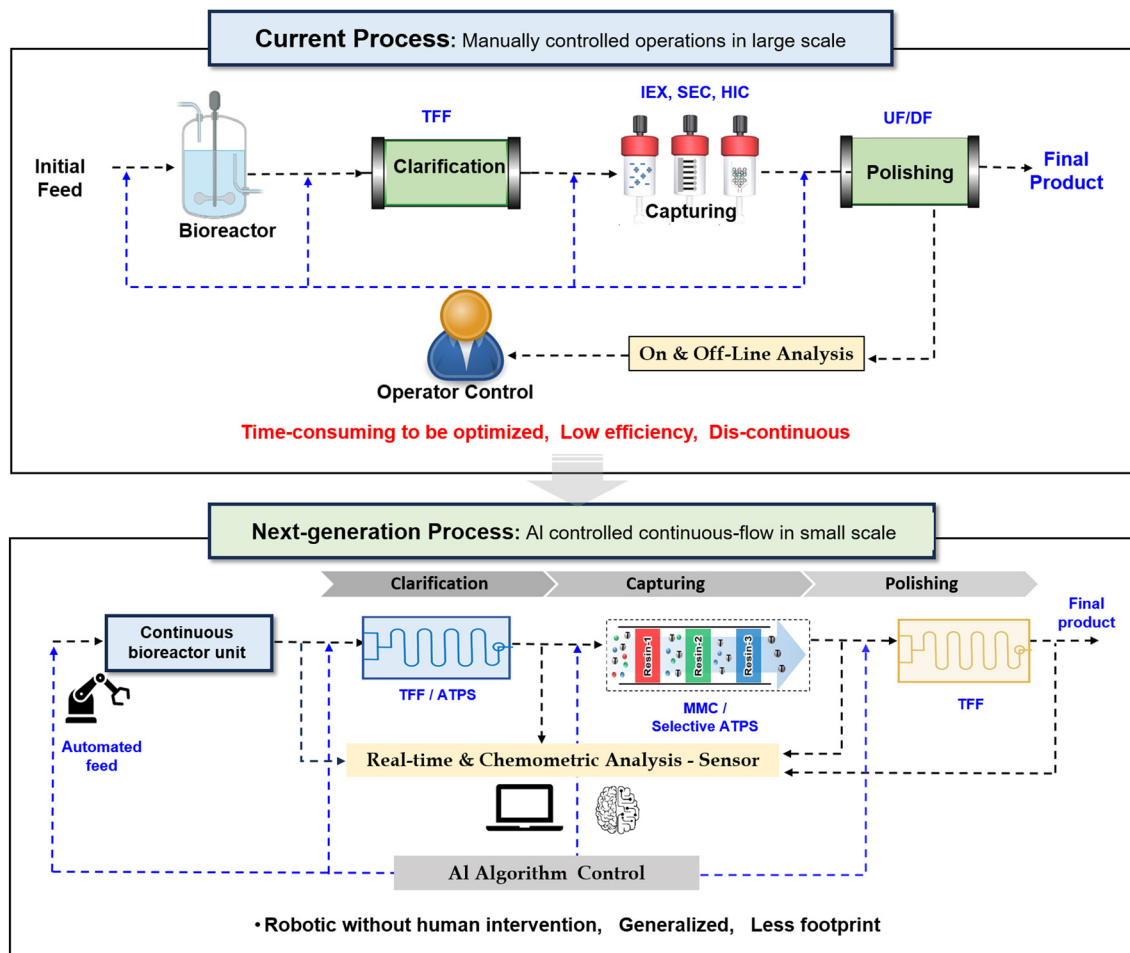 Current Process: Manually controlled operations in large scale
IEX, SEC, HIC
TFF
UF/DF
Initial
Feed
Clarification
Polishing
Final
Product
Capturing
Bioreactor
On & Off-Line Analysis
Operator Control
Time-consuming to be optimized, Low efficiency, Dis-continuous
Next-generation Process: AI controlled continuous-flow in small scale
Clarification
Capturing
Polishing
Final
product
Continuous
bioreactor unit
Resin-1
Resin-2
Resin-3
TFF / ATPS
MMC /
Selective ATPS
TFF
Automated
feed
Real-time & Chemometric Analysis - Sensor
AI Algorithm Control
• Robotic without human intervention, Generalized, Less footprint